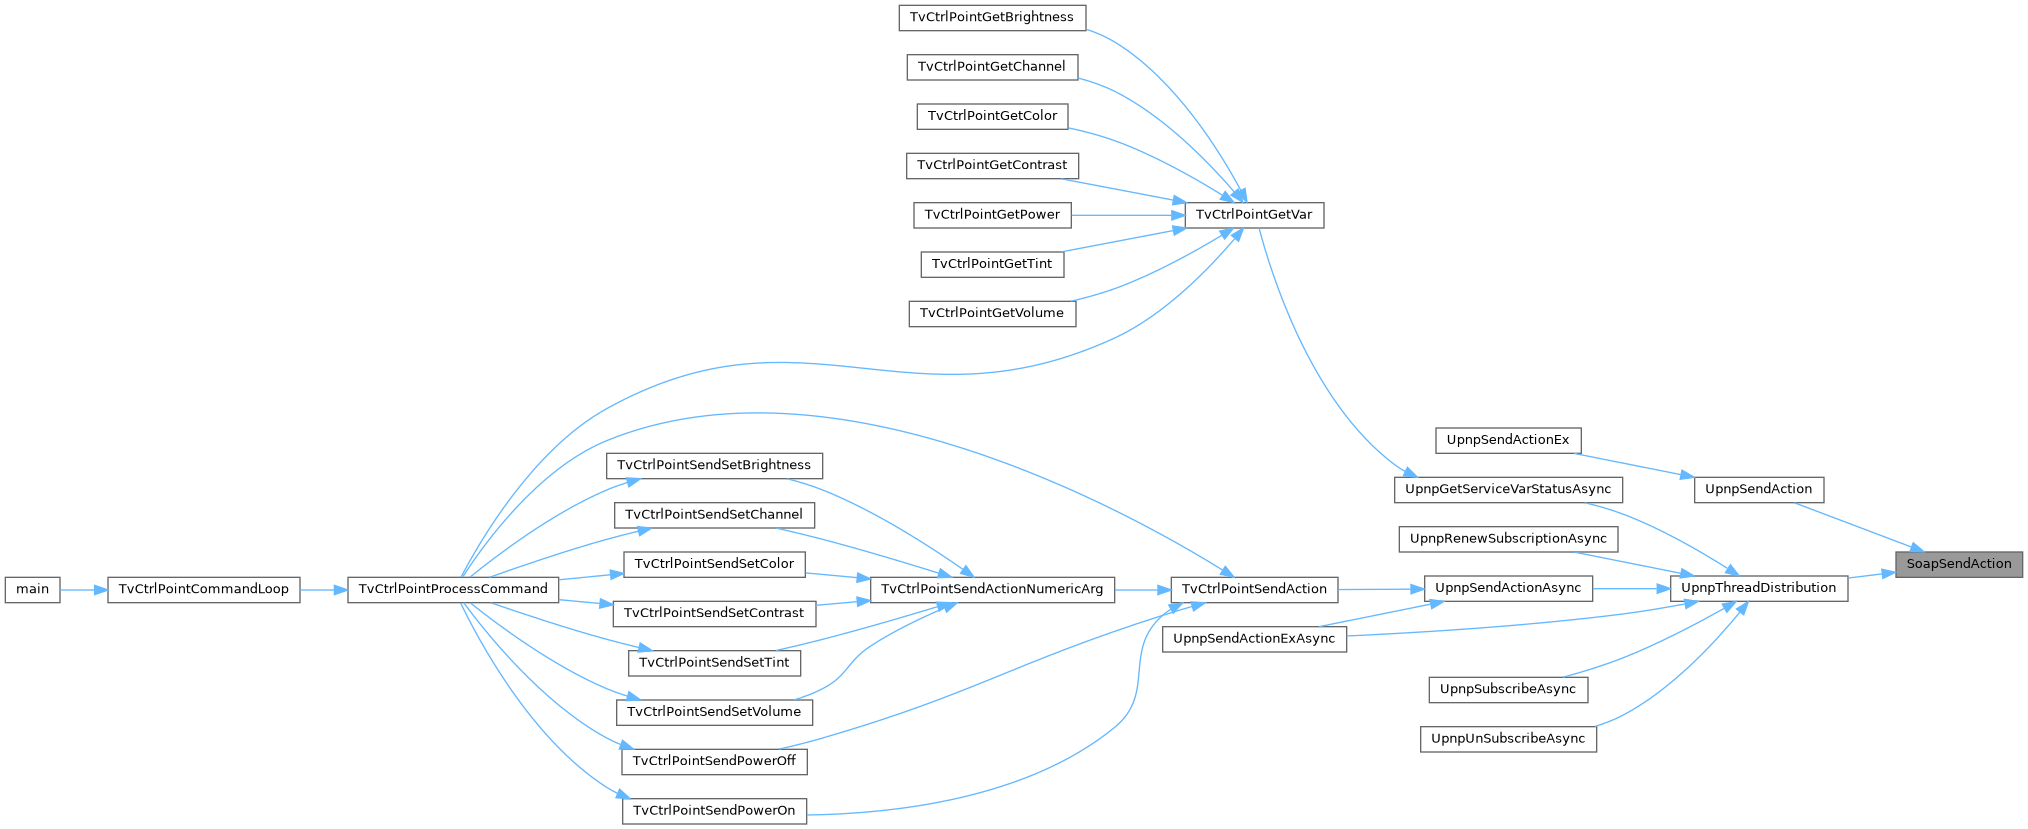 TvCtrlPointGetBrightness
TvCtrlPointGetChannel
TvCtrlPointGetColor
TvCtrlPointGetContrast
TvCtrlPointGetPower
TvCtrlPointGetVar
TvCtrlPointGetTint
TvCtrlPointGetVolume
UpnpSendActionEx
TvCtrlPointSendSetBrightness
UpnpGetServiceVarStatusAsync
UpnpSendAction
TvCtrlPointSendSetChannel
UpnpRenewSubscriptionAsync
TvCtrlPointSendSetColor
SoapSendAction
main
TvCtrlPointCommandLoop
TvCtrlPointProcessCommand
TvCtrlPointSendActionNumericArg
TvCtrlPointSendAction
UpnpSendActionAsync
UpnpThreadDistribution
TvCtrlPointSendSetContrast
UpnpSendActionExAsync
TvCtrlPointSendSetTint
UpnpSubscribeAsync
TvCtrlPointSendSetVolume
UpnpUnSubscribeAsync
TvCtrlPointSendPowerOff
TvCtrlPointSendPowerOn